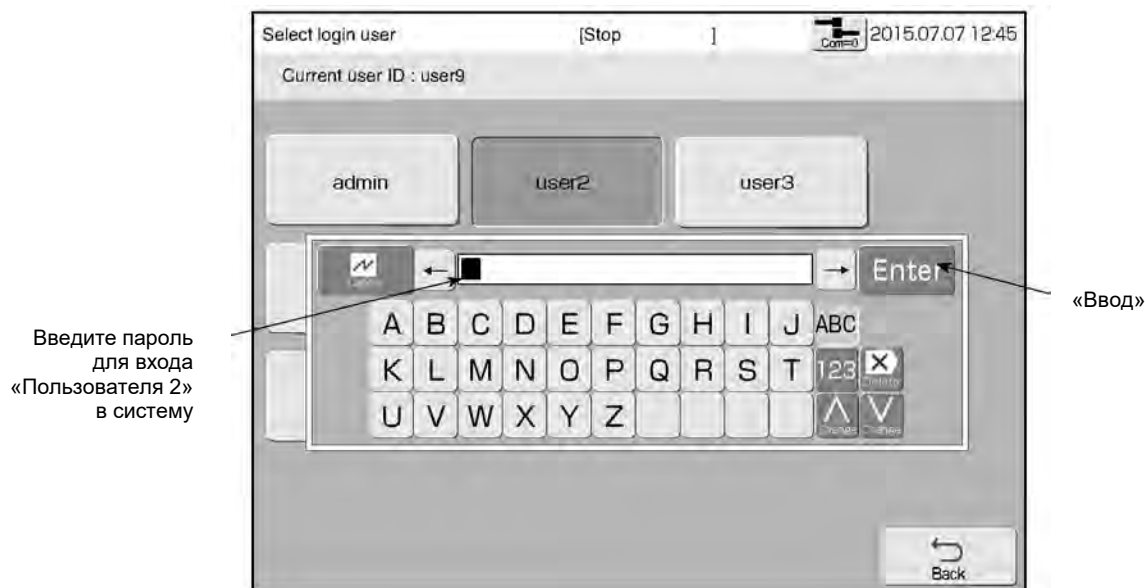 Select login user [Stop ] Com=0 2015.07.07 12:45
Current user ID : user9
admin user2 user3
← → Enter
«Ввод»
A B C D E F G H I J ABC
Введите пароль
для входа
«Пользователя 2»
в систему
K L M N O P Q R S T 123
U V W X Y Z
Change Change
Back